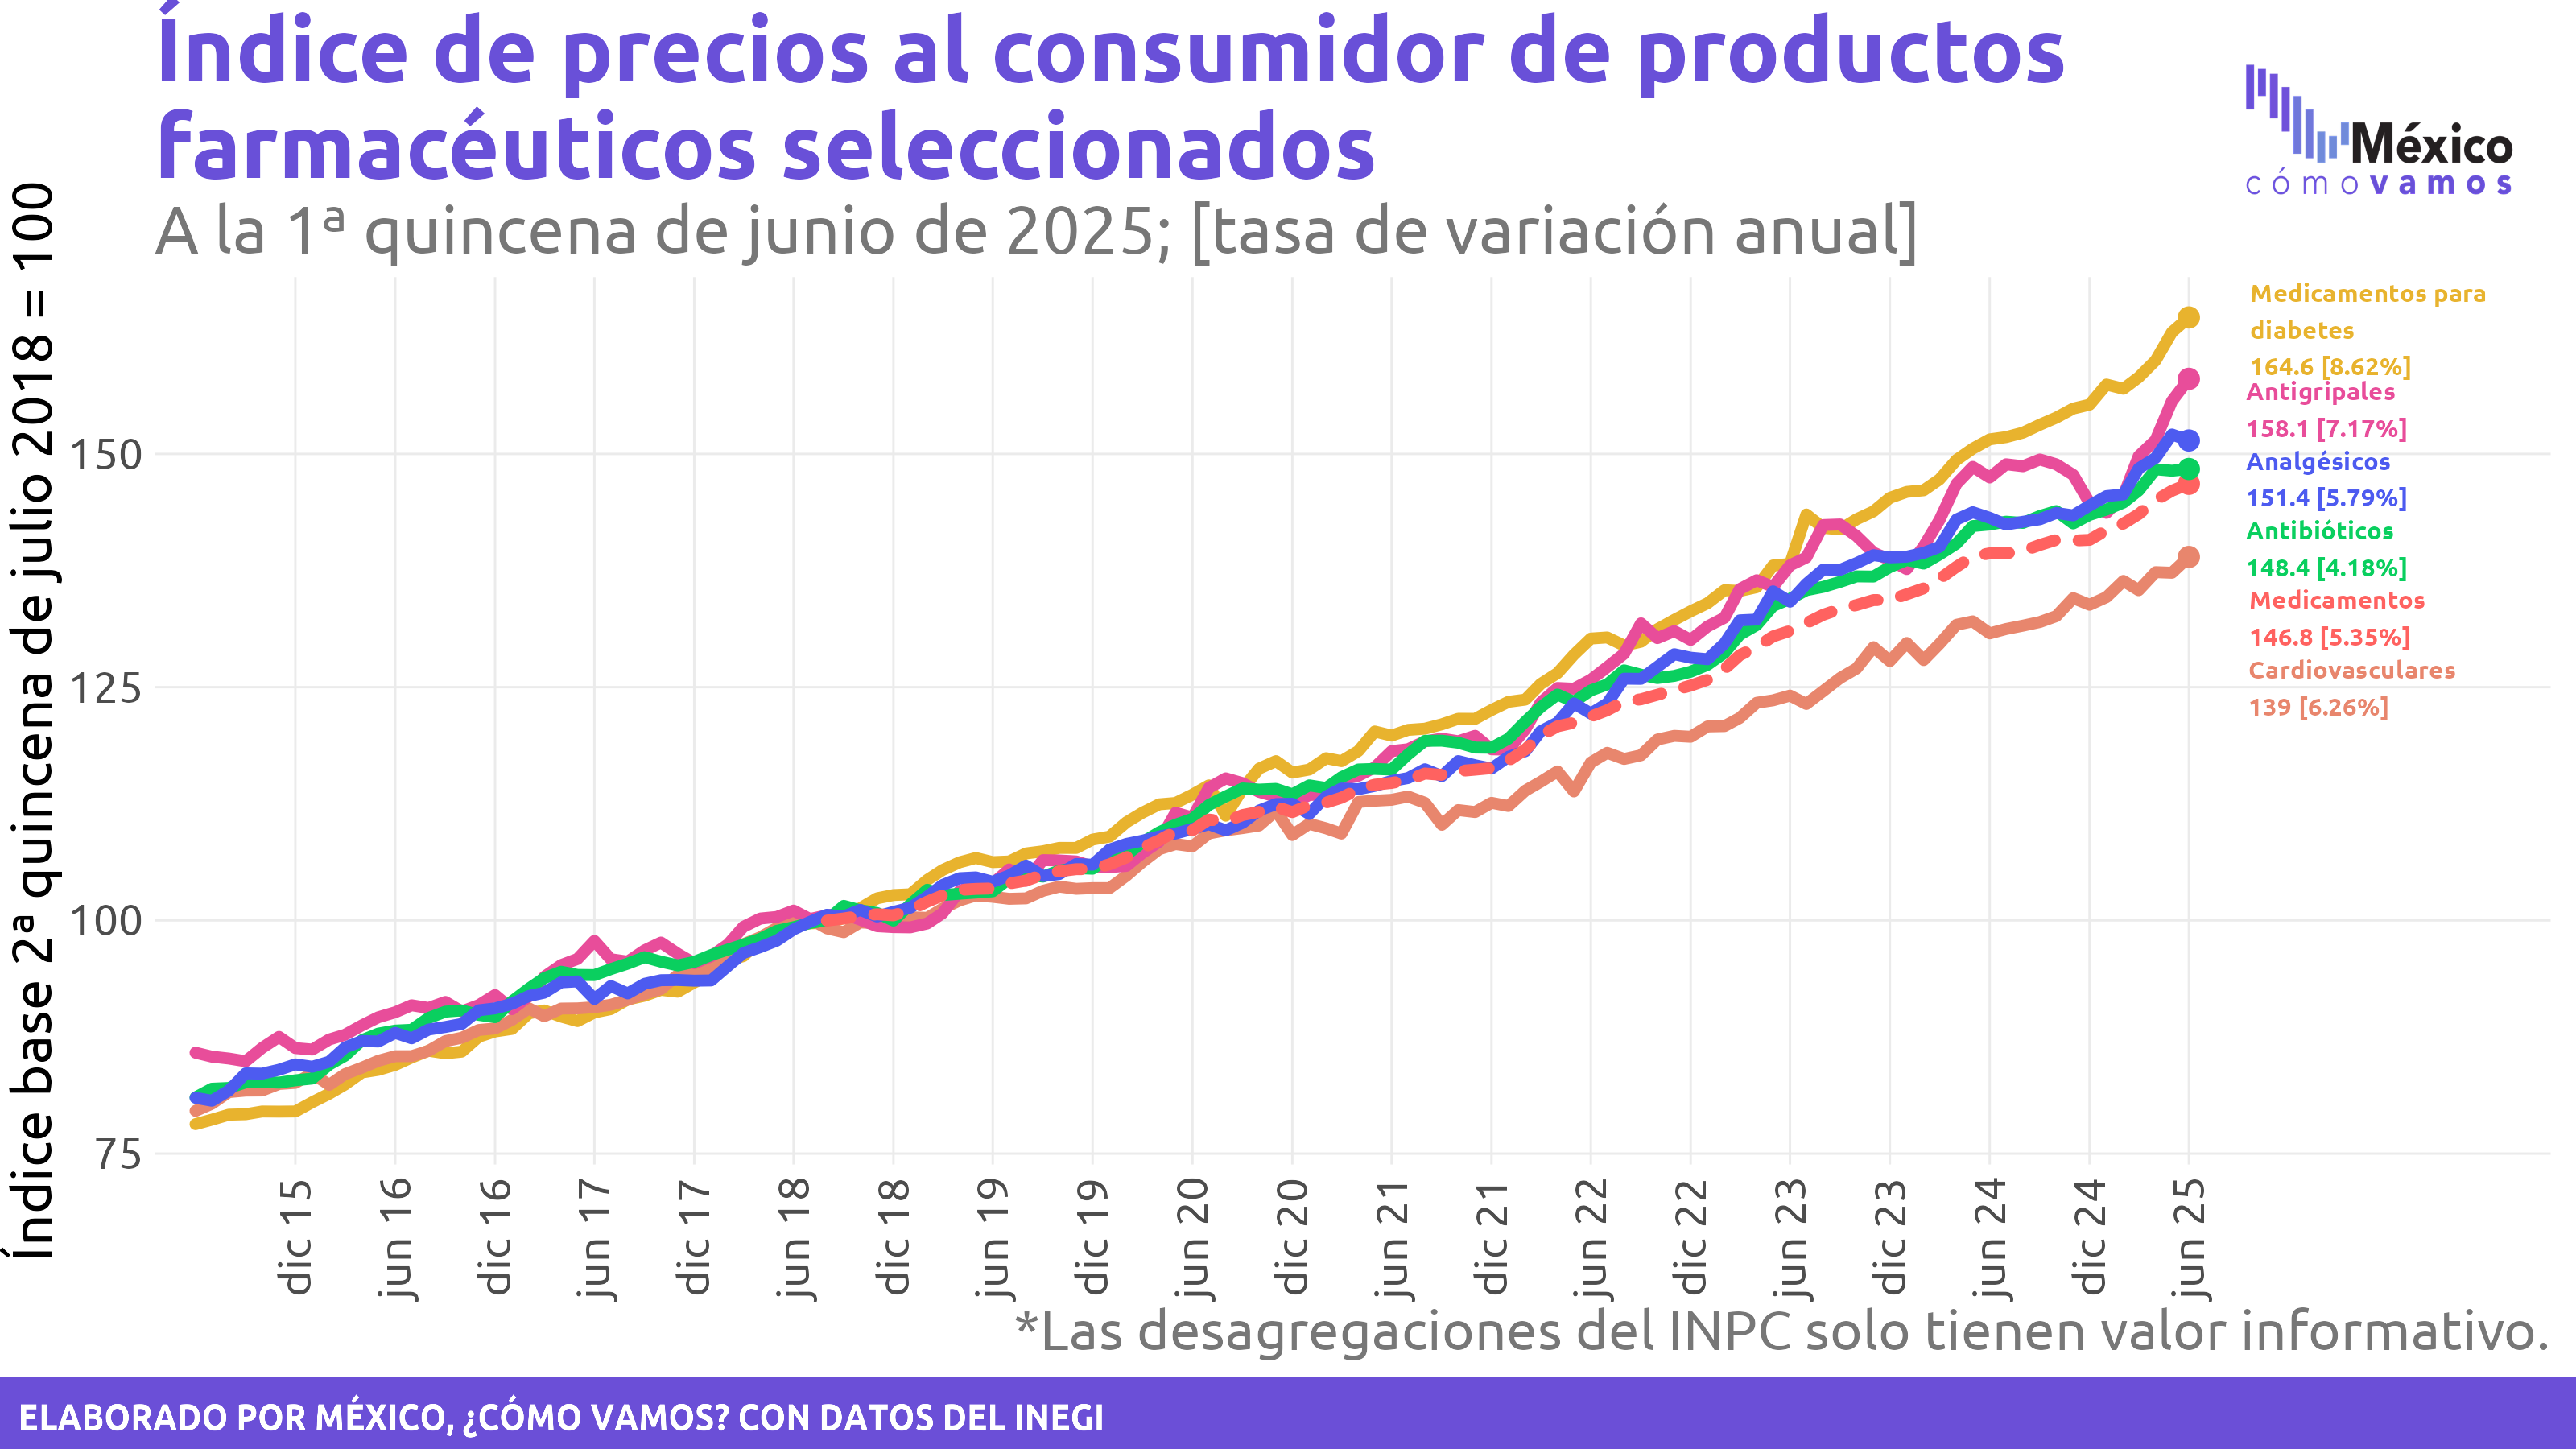 Índice de precios al consumidor de productos
farmacéuticos seleccionados
A la 1ª quincena de junio de 2025; [tasa de variación anual]
México
cómo vamos
Índice base 2ª quincena de julio 2018 = 100
150
125
100
75
Medicamentos para
diabetes
164.6 [8.62%]
Antigripales
158.1 [7.17%]
Analgésicos
151.4 [5.79%]
Antibióticos
148.4 [4.18%]
Medicamentos
146.8 [5.35%]
Cardiovasculares
139 [6.26%]
dic 15
jun 16
dic 16
jun 17
dic 17
jun 18
dic 18
jun 19
dic 19
jun 20
dic 20
jun 21
dic 21
jun 22
dic 22
jun 23
dic 23
jun 24
dic 24
jun 25
*Las desagregaciones del INPC solo tienen valor informativo.
ELABORADO POR MÉXICO, ¿CÓMO VAMOS? CON DATOS DEL INEGI